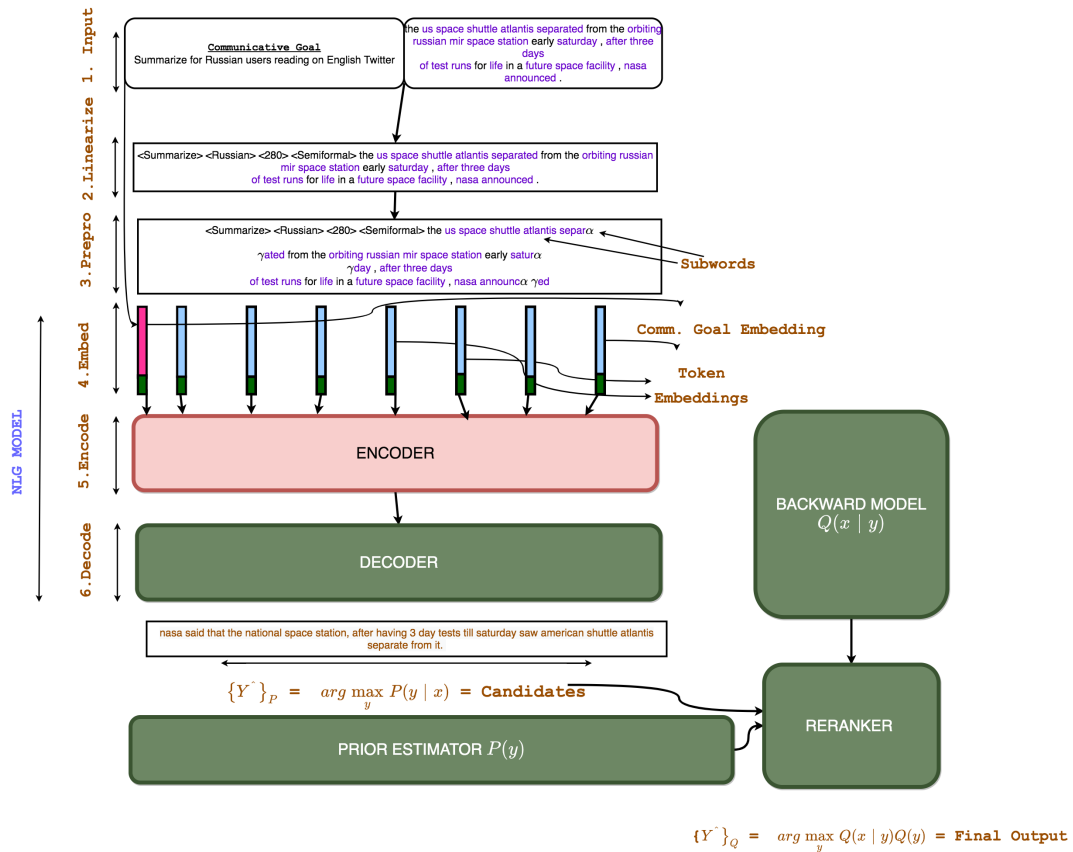 1. Input
Communicative Goal
Summarize for Russian users reading on English Twitter
the us space shuttle atlantis separated from the orbiting
russian mir space station early saturday , after three
days
of test runs for life in a future space facility , nasa
announced .
2.Linearize
<Summarize> <Russian> <280> <Semiformal> the us space shuttle atlantis separated from the orbiting russian
mir space station early saturday , after three days
of test runs for life in a future space facility , nasa announced .
3.Prepro
<Summarize> <Russian> <280> <Semiformal> the us space shuttle atlantis separα
γated from the orbiting russian mir space station early saturα
γday , after three days
of test runs for life in a future space facility , nasa announcα γed
Subwords
4.Embed
Comm. Goal Embedding
Token
Embeddings
NLG MODEL
5.Encode
ENCODER
6.Decode
DECODER
BACKWARD MODEL
Q(x | y)
nasa said that the national space station, after having 3 day tests till saturday saw american shuttle atlantis
separate from it.
{Yˆ}P = arg max y P(y | x) = Candidates
PRIOR ESTIMATOR P(y)
RERANKER
{Yˆ}Q = arg max y Q(x | y)Q(y) = Final Output